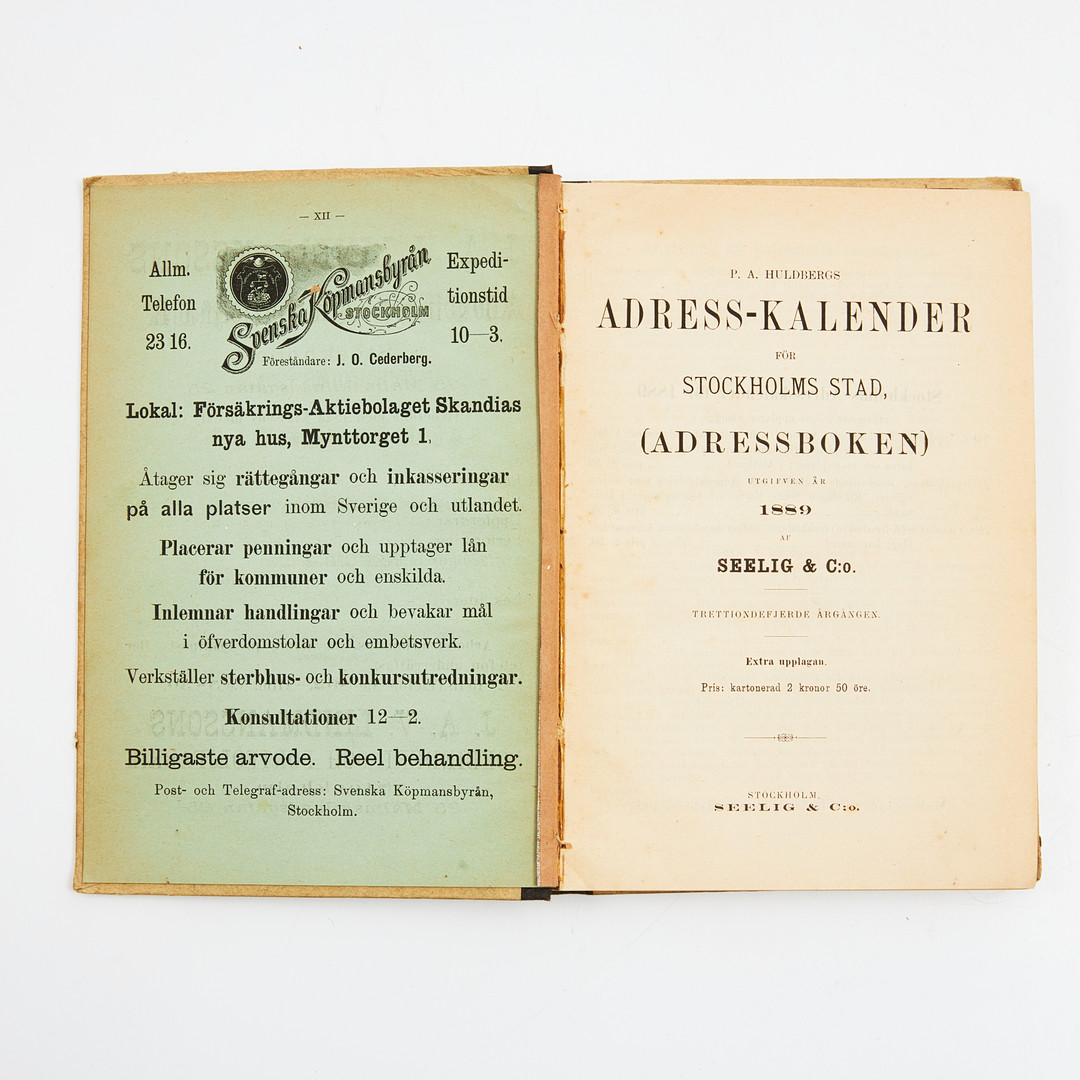 — XII —
Allm.
Telefon
23 16.
Svenska Köpmansbyrån
STOCKHOLM
Föreståndare: J. O. Cederberg.
Expedi-
tionstid
10—3.
Lokal: Försäkrings-Aktiebolaget Skandias
nya hus, Mynttorget 1,
Åtager sig rättegångar och inkasseringar
på alla platser inom Sverige och utlandet.
Placerar penningar och upptager lån
för kommuner och enskilda.
Inlemnar handlingar och bevakar mål
i öfverdomstolar och embetsverk.
Verkställer sterbhus- och konkursutredningar.
Konsultationer 12—2.
Billigaste arvode. Reel behandling.
Post- och Telegraf-adress: Svenska Köpmansbyrån,
Stockholm.
P. A. HULDBERGS
ADRESS-KALENDER
FÖR
STOCKHOLMS STAD,
(ADRESSBOKEN)
UTGIFVEN ÅR
1889
AF
SEELIG & C:o.
TRETTIONDEFJERDE ÅRGÅNGEN.
Extra upplagan.
Pris: kartonerad 2 kronor 50 öre.
STOCKHOLM,
SEELIG & C:o.